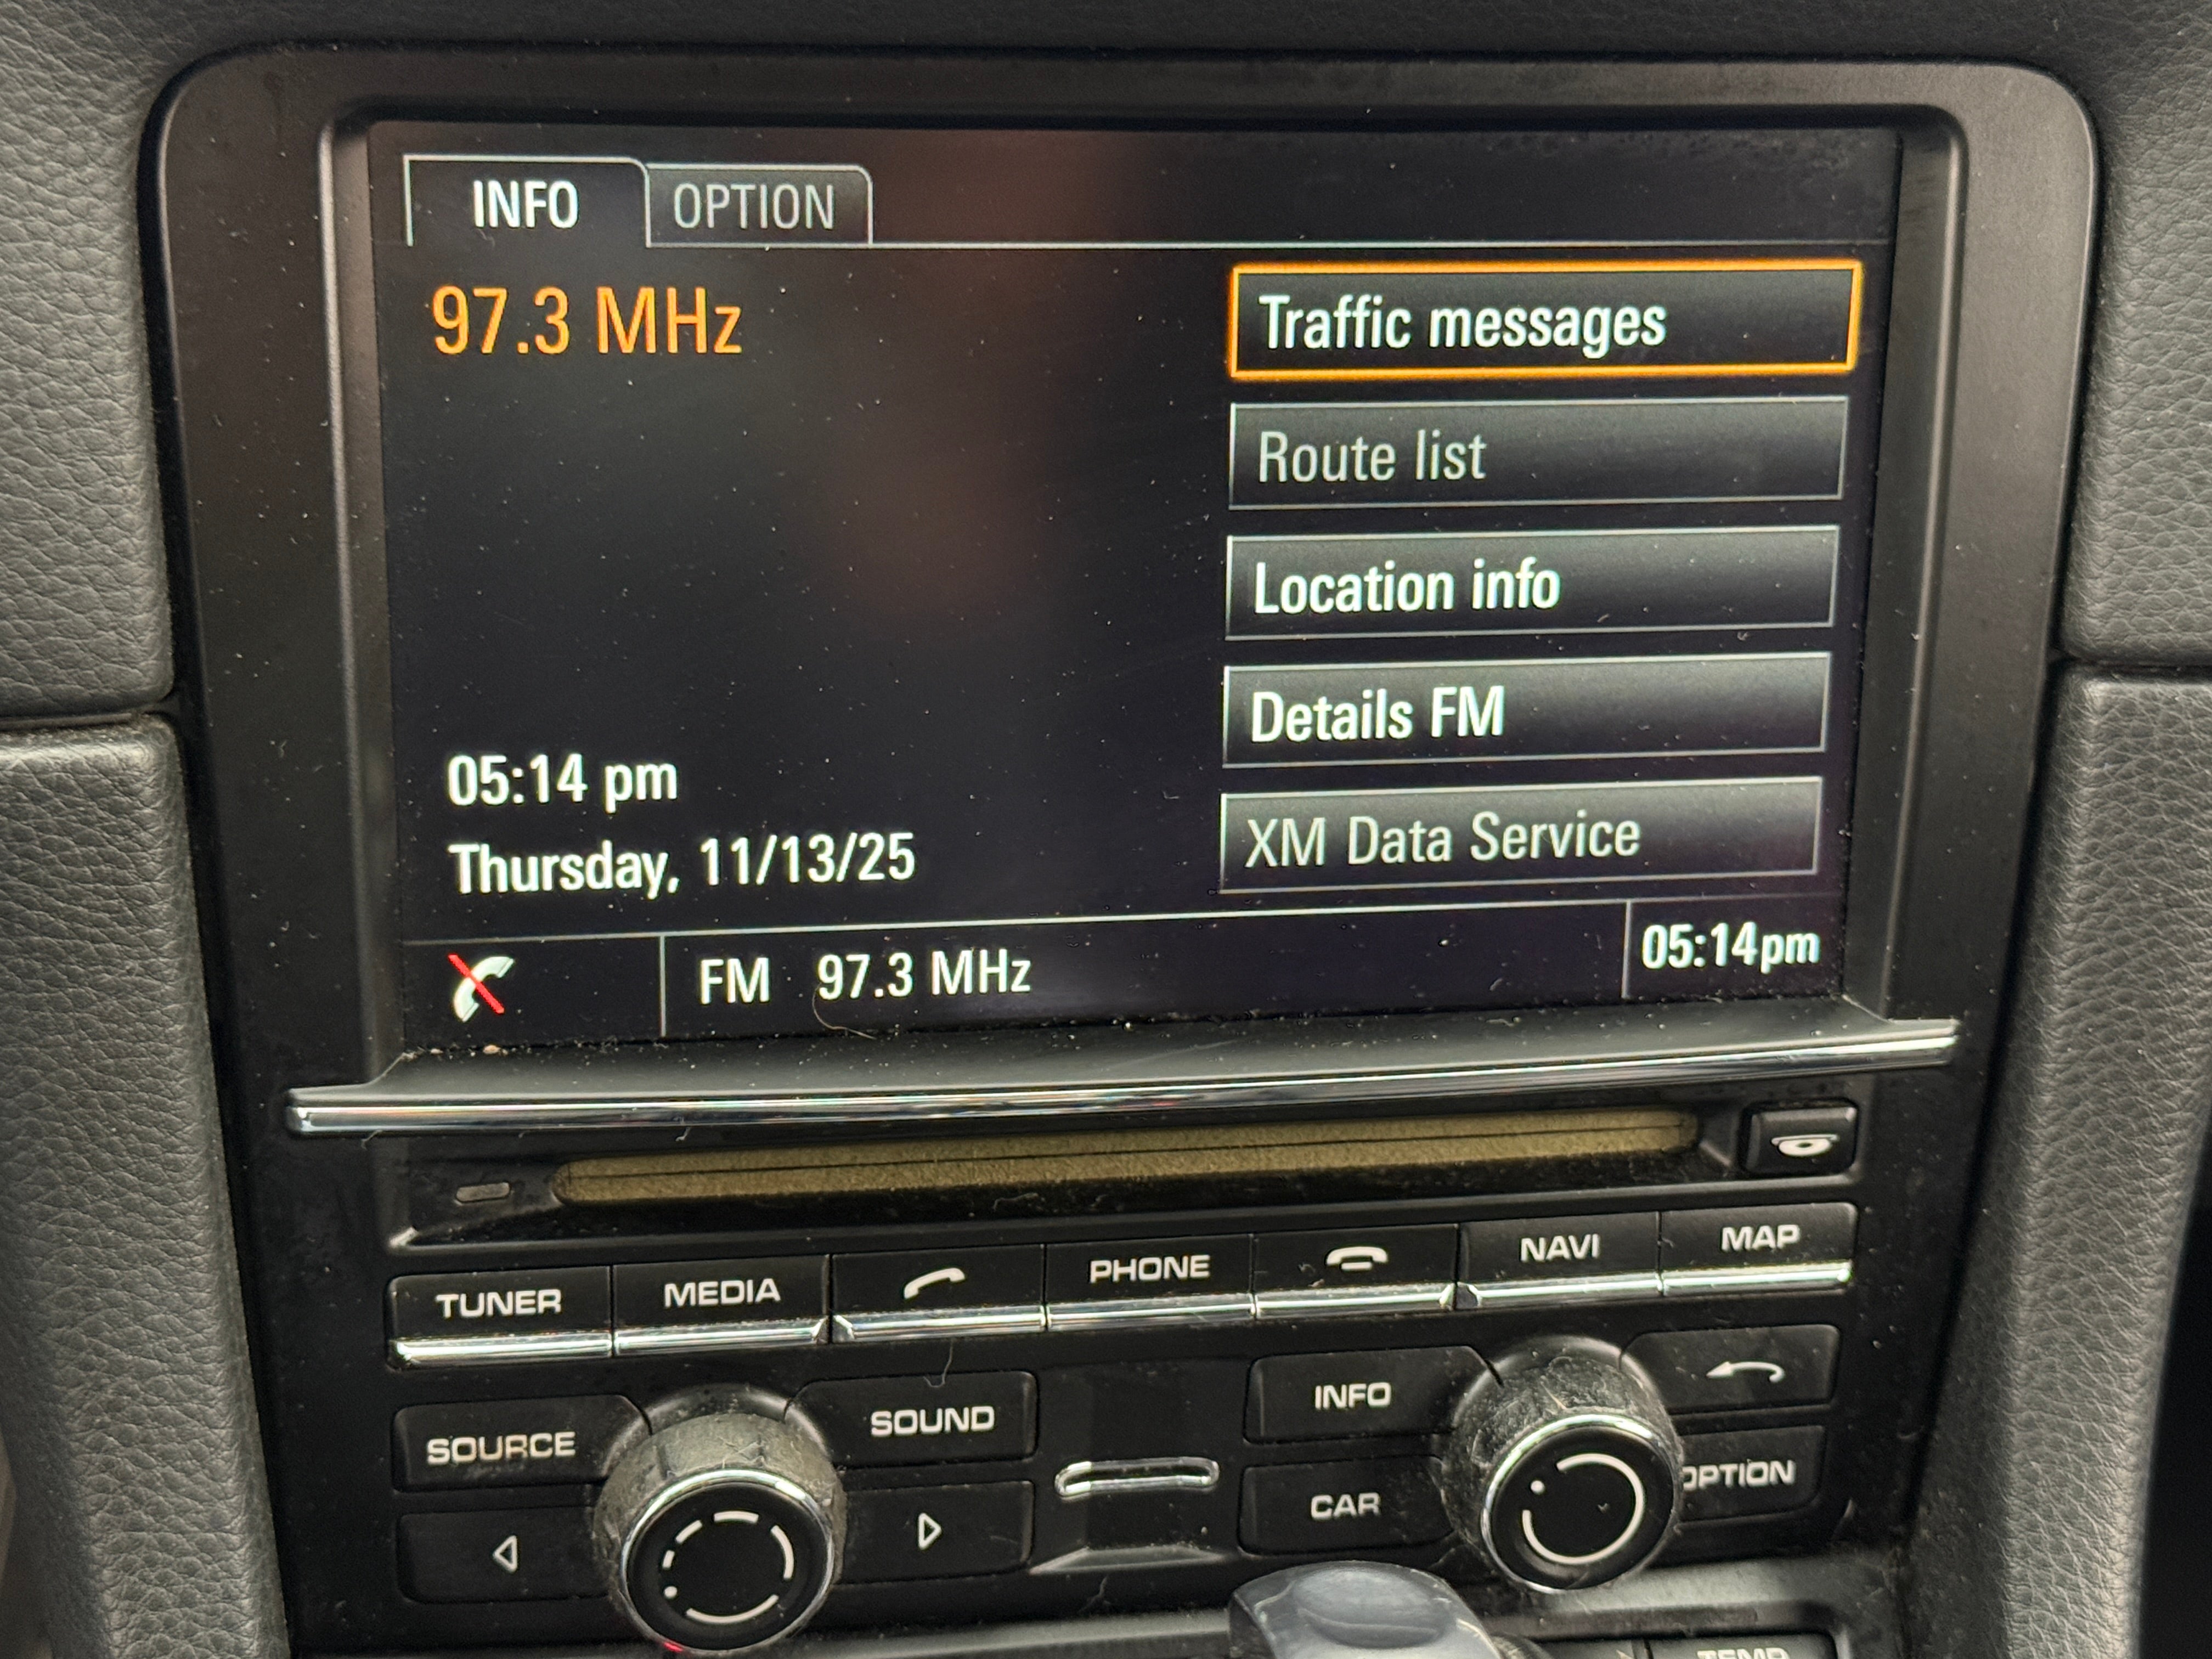 INFO OPTION
97.3 MHz
Traffic messages
Route list
Location info
Details FM
XM Data Service
05:14 pm
Thursday, 11/13/25
FM 97.3 MHz
05:14pm
TUNER MEDIA PHONE NAVI MAP
SOURCE SOUND INFO
CAR OPTION
TEMP